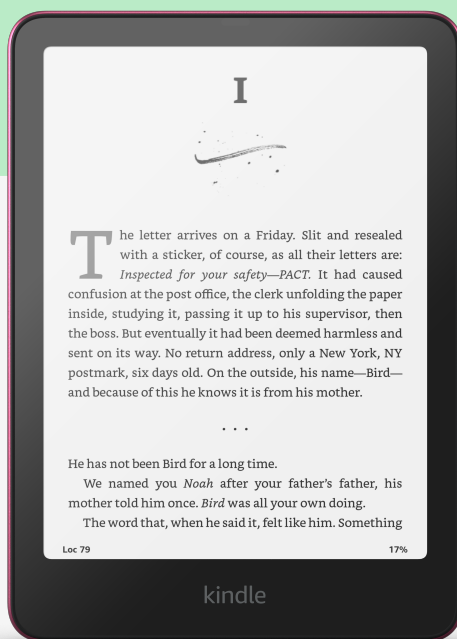 I
The letter arrives on a Friday. Slit and resealed
with a sticker, of course, as all their letters are:
Inspected for your safety—PACT. It had caused
confusion at the post office, the clerk unfolding the paper
inside, studying it, passing it up to his supervisor, then
the boss. But eventually it had been deemed harmless and
sent on its way. No return address, only a New York, NY
postmark, six days old. On the outside, his name—Bird—
and because of this he knows it is from his mother.
. . .
He has not been Bird for a long time.
We named you Noah after your father’s father, his
mother told him once. Bird was all your own doing.
The word that, when he said it, felt like him. Something
Loc 79 17%
kindle